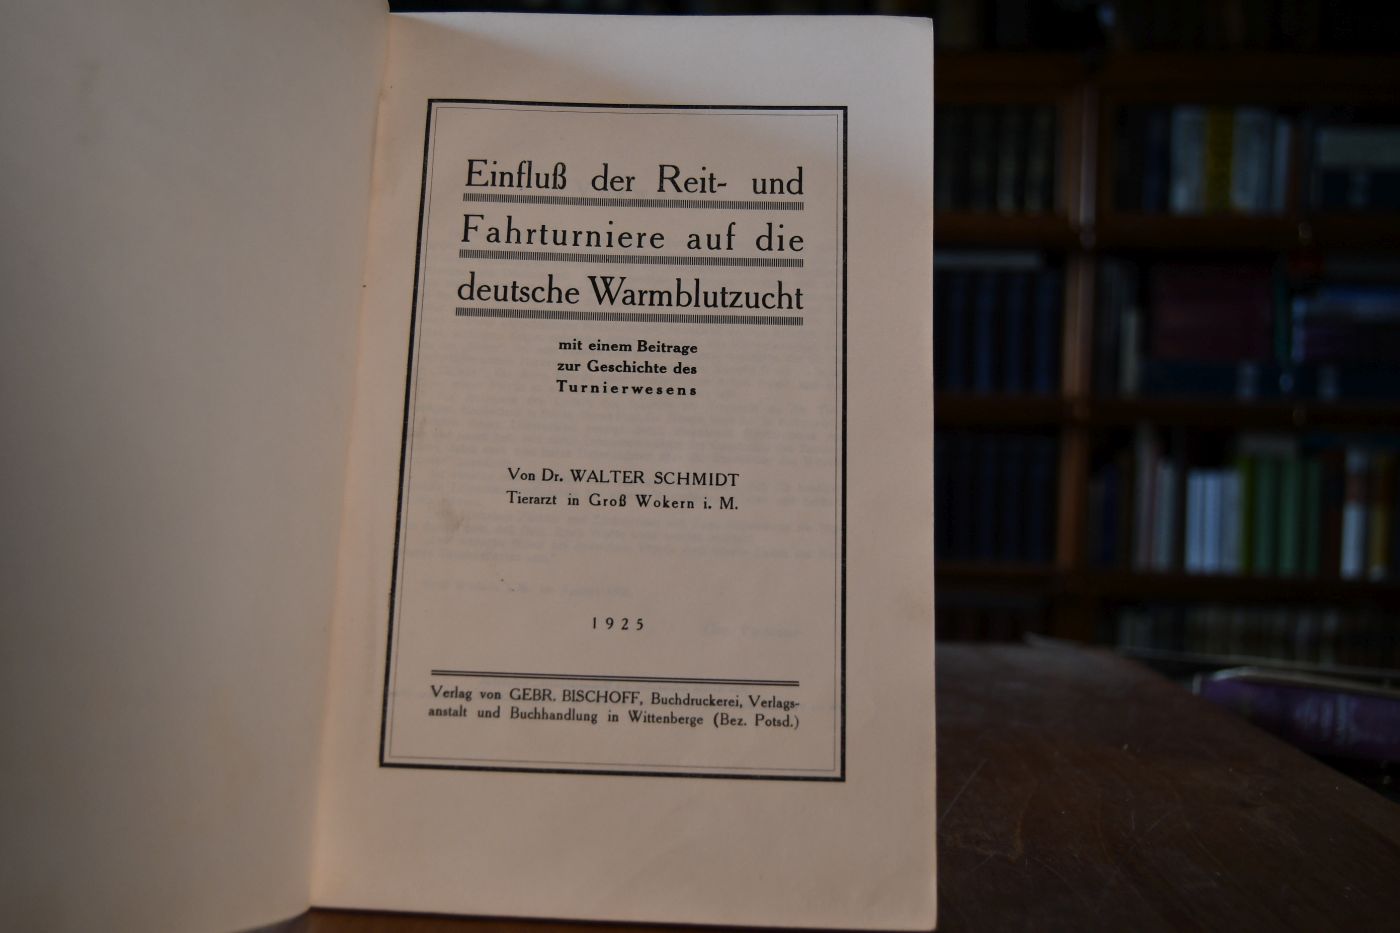 Einfluß der Reit- und
Fahrturniere auf die
deutsche Warmblutzucht
mit einem Beitrage
zur Geschichte des
Turnierwesens
Von Dr. WALTER SCHMIDT
Tierarzt in Groß Wokern i. M.
1925
Verlag von GEBR. BISCHOFF, Buchdruckerei, Verlags-
anstalt und Buchhandlung in Wittenberge (Bez. Potsd.)